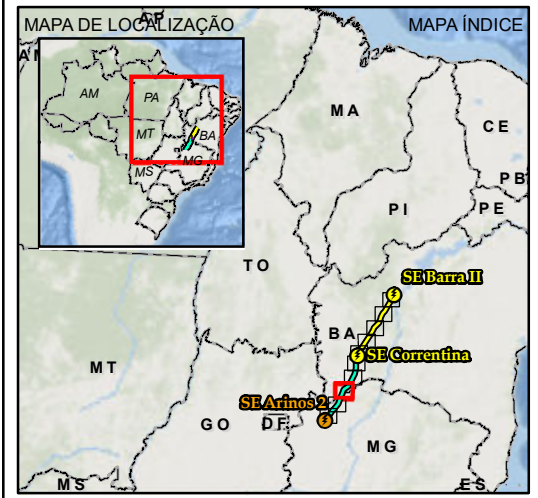 MAPA DE LOCALIZAÇÃO
MAPA ÍNDICE
AP
AM
PA
MT
BA
MG
MS
MA
CE
PB
PI
PE
TO
SE Barra II
BA
SE Correntina
MT
SE Arinos 2
GO
DF
MG
MS
ES